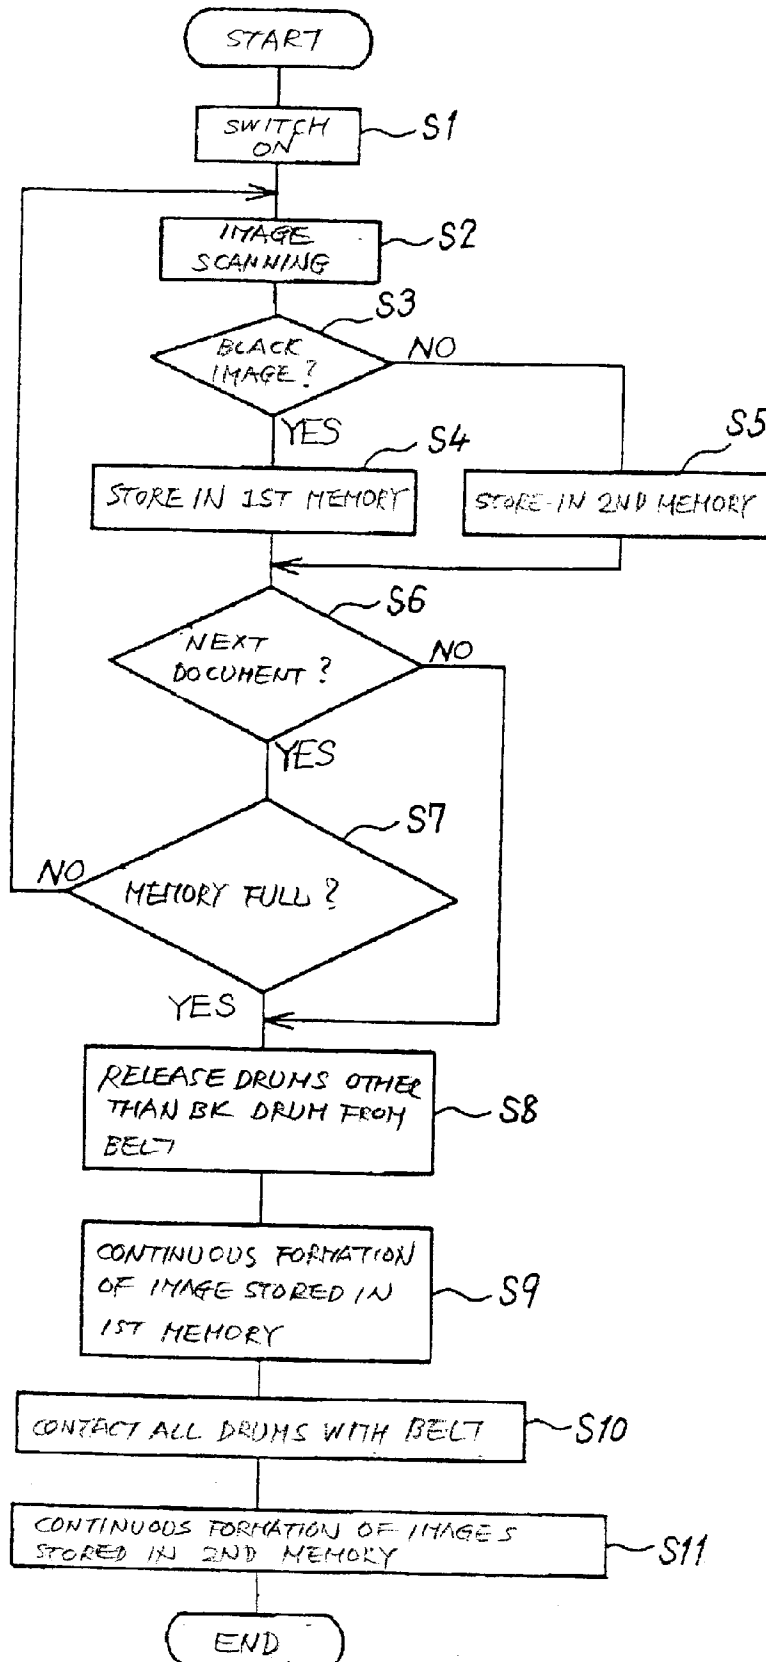 START
SWITCH
ON
S1
IMAGE
SCANNING
S2
S3
BLACK
IMAGE?
NO
YES
S4
STORE IN 1ST MEMORY
S5
STORE-IN 2ND MEMORY
S6
NEXT
DOCUMENT?
NO
YES
S7
NO
MEMORY FULL?
YES
RELEASE DRUMS OTHER
THAN BK DRUM FROM
BELT
S8
CONTINUOUS FORMATION
OF IMAGE STORED IN
1ST MEMORY
S9
CONTACT ALL DRUMS WITH BELT
S10
CONTINUOUS FORMATION OF IMAGES
STORED IN 2ND MEMORY
S11
END